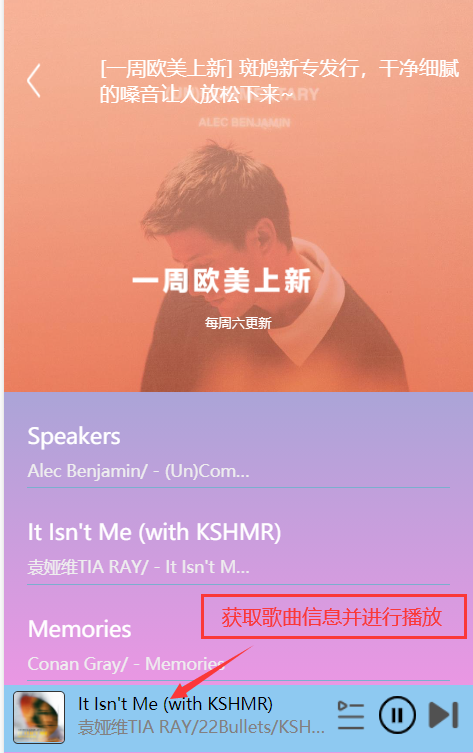 [一周欧美上新] 斑鸠新专发行，干净细腻
的嗓音让人放松下来~
ALEC BENJAMIN
一周欧美上新
每周六更新
Speakers
Alec Benjamin/ - (Un)Com...
It Isn't Me (with KSHMR)
袁娅维TIA RAY/ - It Isn't M...
获取歌曲信息并进行播放
Memories
Conan Gray/ - Memories
It Isn't Me (with KSHMR)
袁娅维TIA RAY/22Bullets/KSH...